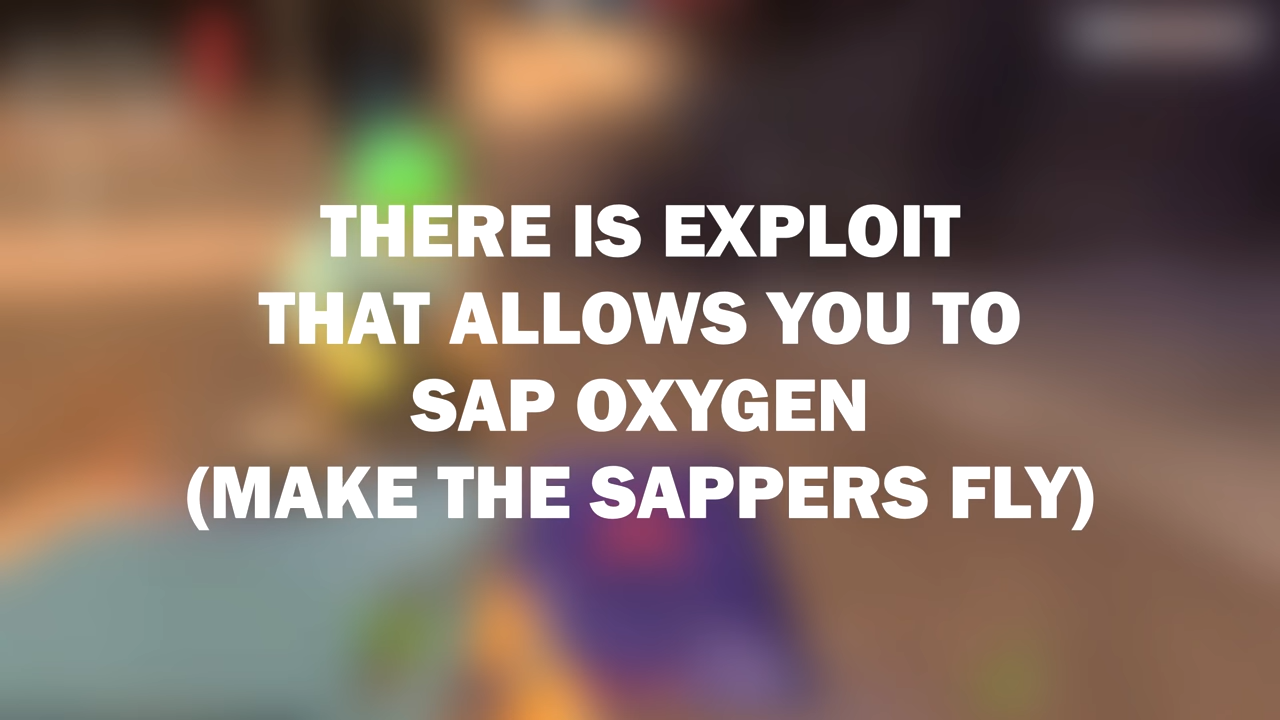 THERE IS EXPLOIT
THAT ALLOWS YOU TO
SAP OXYGEN
(MAKE THE SAPPERS FLY)